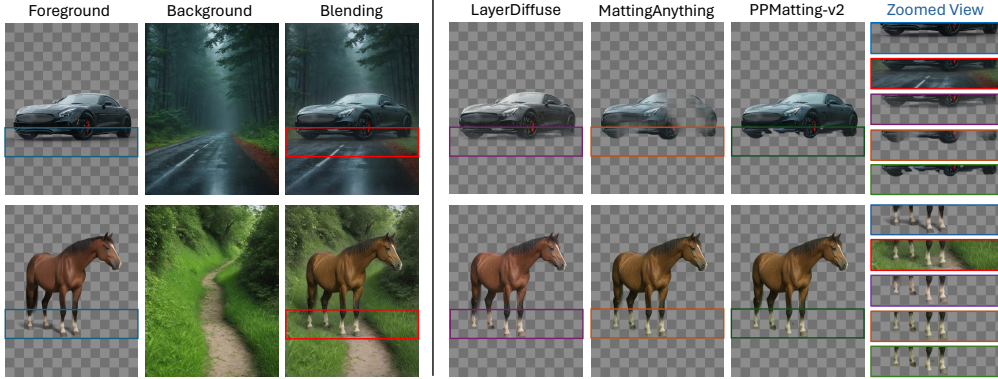 Foreground
Background
Blending
LayerDiffuse
MattingAnything
PPMatting-v2
Zoomed View